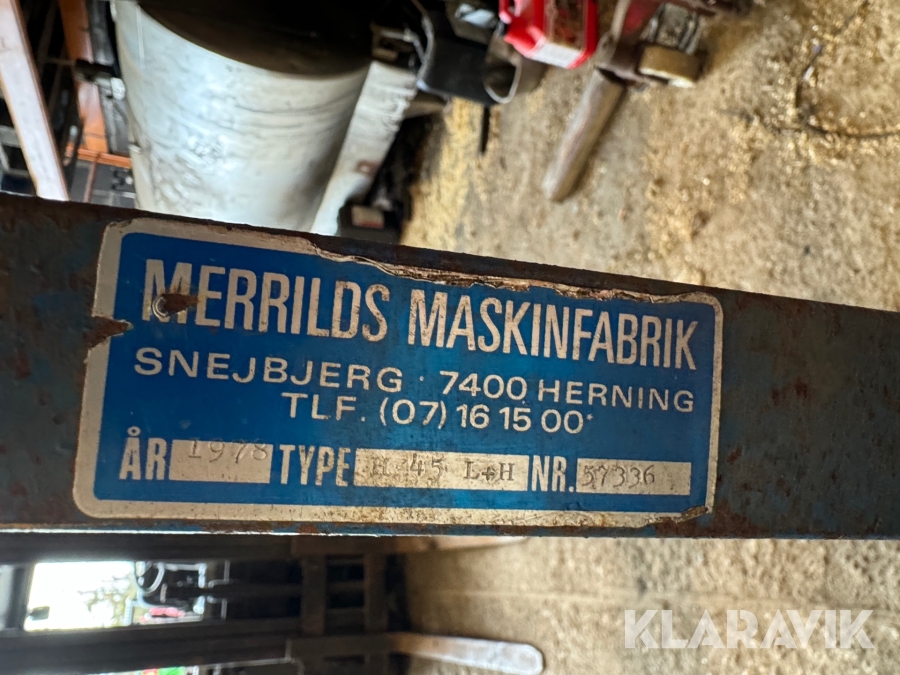 MERRILDS MASKINFABRIK
SNEJBJERG · 7400 HERNING
TLF. (07) 16 15 00*
ÅR 1978 TYPE H 45 L+H NR. 57336
KLARAVIK